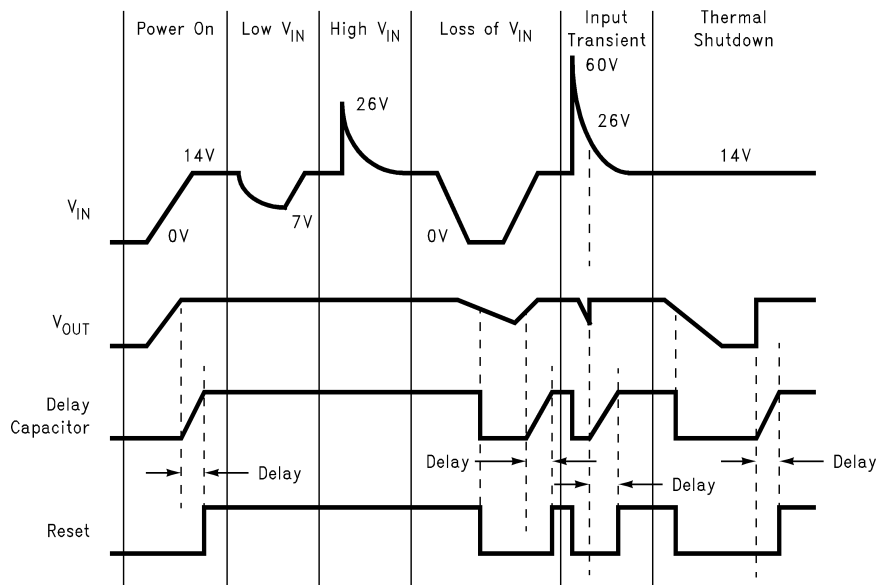 Power On
Low VIN
High VIN
Loss of VIN
Input
Transient
Thermal
Shutdown
60V
26V
26V
14V
14V
VIN
7V
0V
0V
VOUT
Delay
Capacitor
Delay
Delay
Delay
Delay
Reset